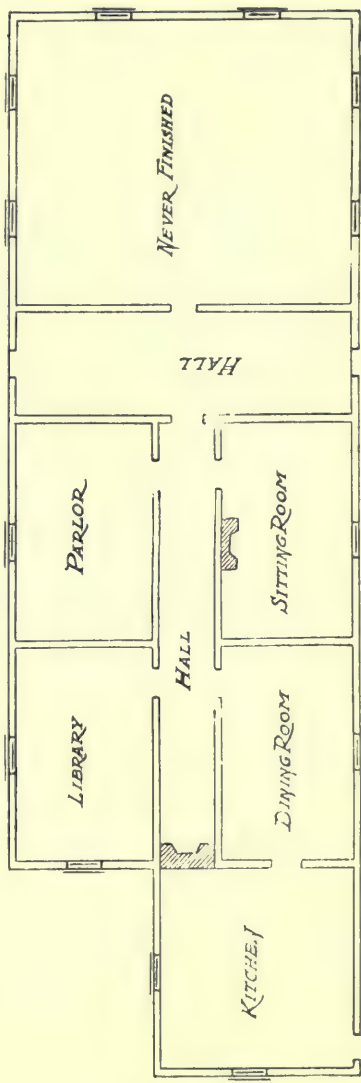 NEVER FINISHED
HALL
PARLOR
SITTING ROOM
HALL
LIBRARY
DINING ROOM
KITCHEN